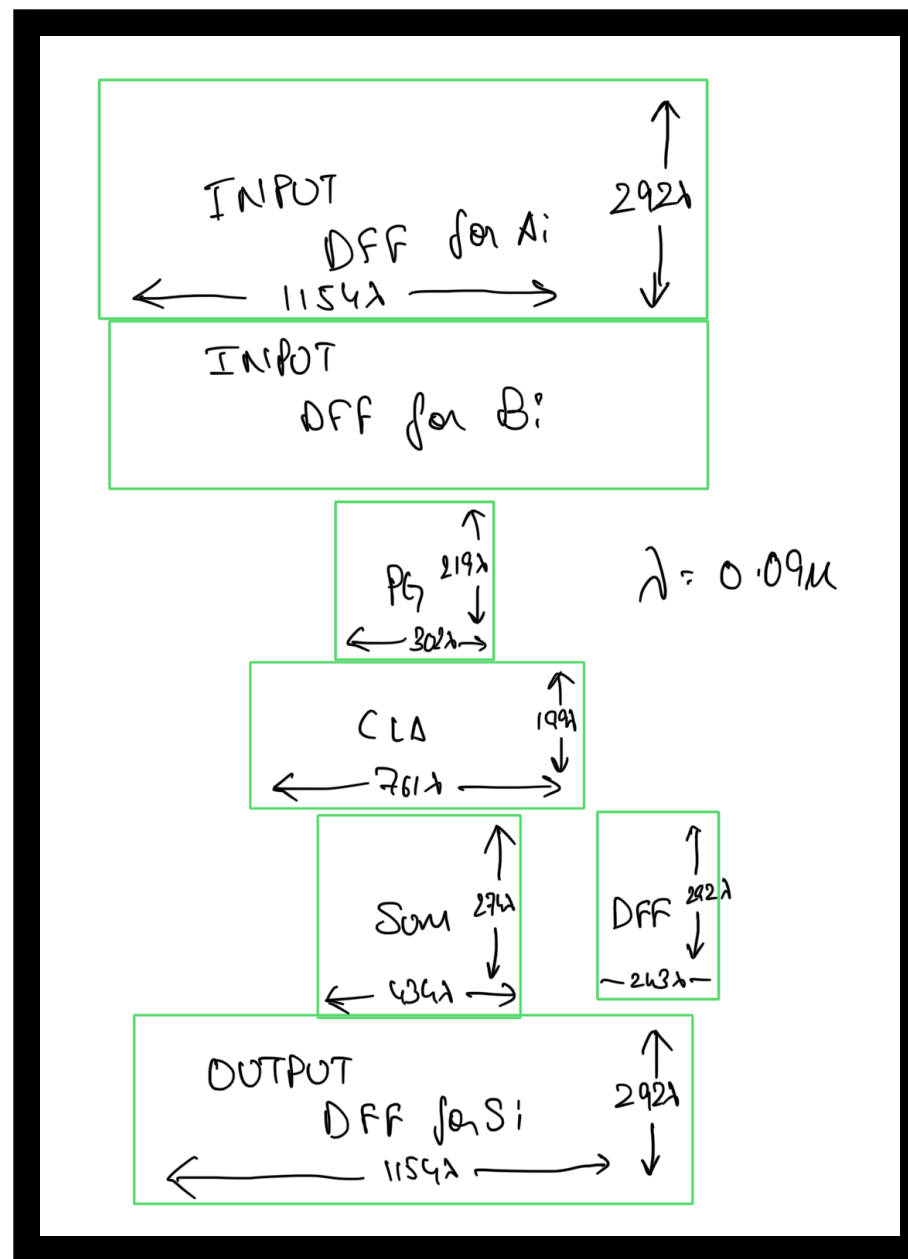 INPUT
DFF for Ai
292λ
1154λ
INPUT
DFF for Bi
PG
219λ
302λ
λ = 0.09μ
CLA
199λ
761λ
Sum
274λ
434λ
DFF
292λ
243λ
OUTPUT
DFF for Si
292λ
1154λ